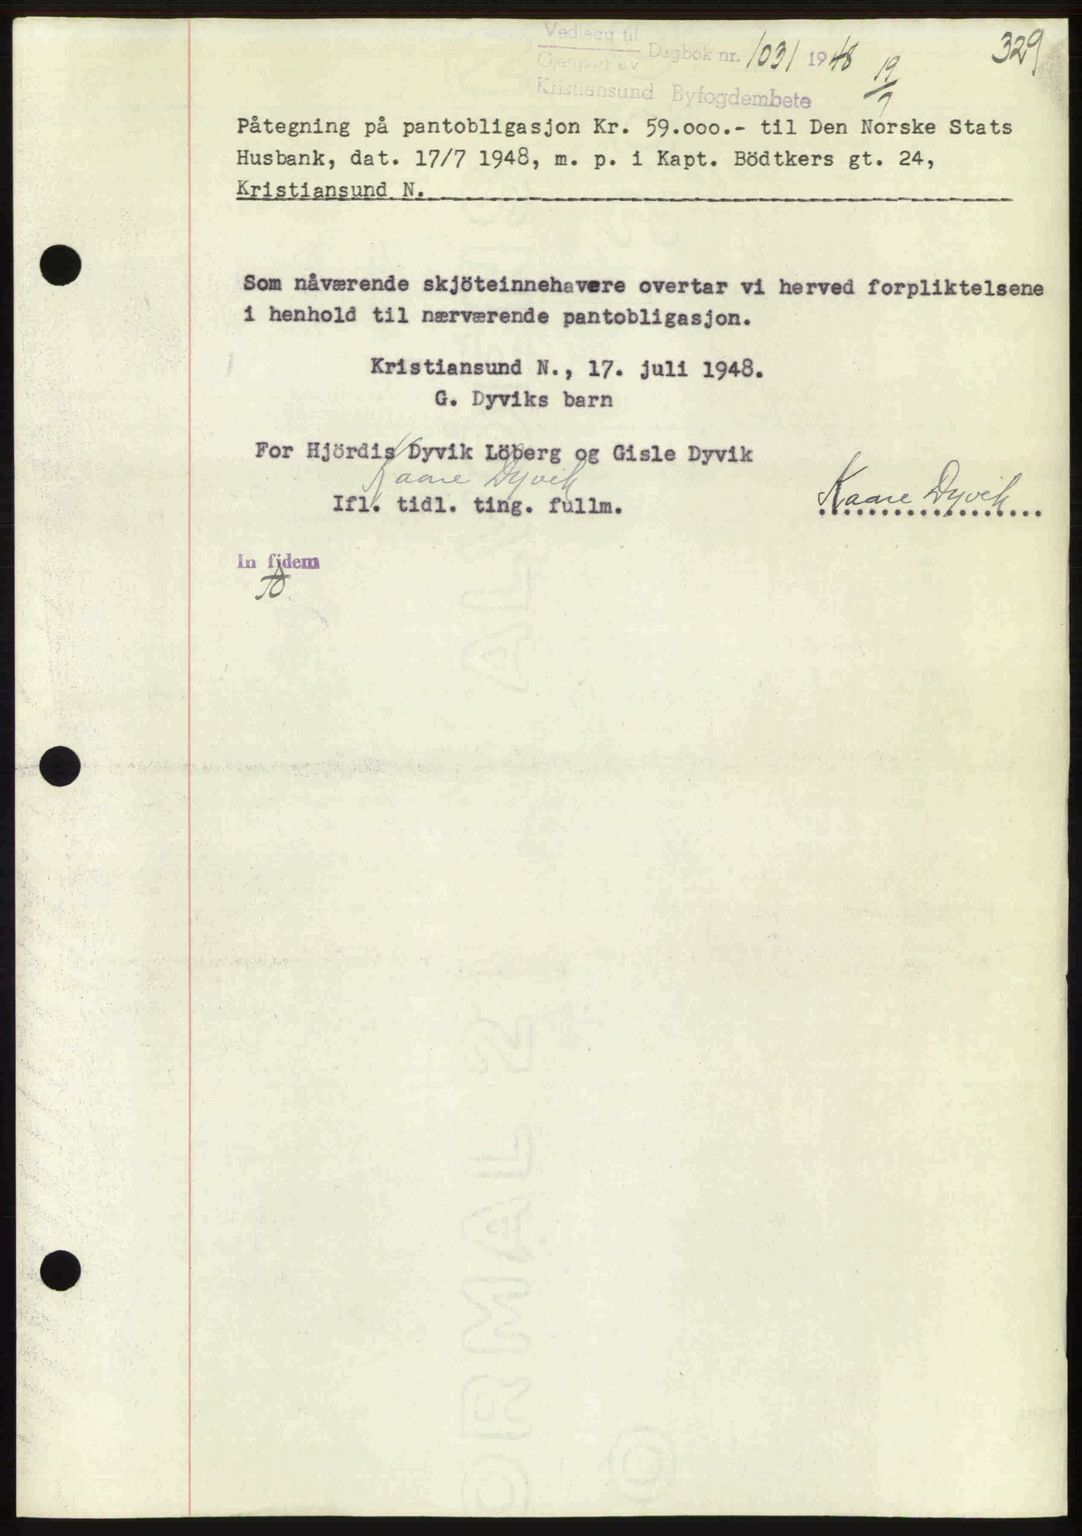 329
Vedlegg til
Gjenpart av
Dagbok nr. 1031 1948 19/7
Kristiansund Byfogdembete
Påtegning på pantobligasjon Kr. 59.ooo.- til Den Norske Stats
Husbank, dat. 17/7 1948, m. p. i Kapt. Bödtkers gt. 24,
Kristiansund N.
Som nåværende skjöteinnehavere overtar vi herved forpliktelsene
i henhold til nærværende pantobligasjon.
Kristiansund N., 17. juli 1948.
G. Dyviks barn
For Hjördis Dyvik Löberg og Gisle Dyvik
Kaare Dyvik
Ifl. tidl. ting. fullm.
Kaare Dyvik
In fidem